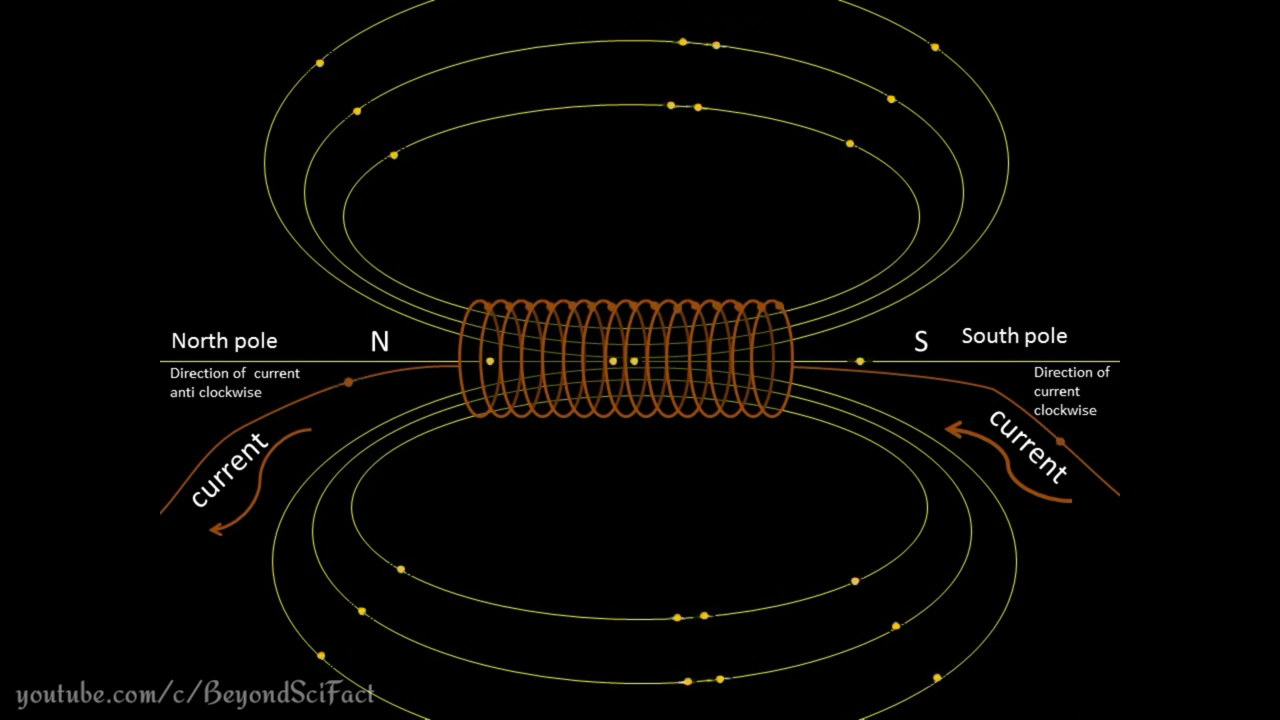 North pole
N
S
South pole
Direction of current
anti clockwise
Direction of
current
clockwise
current
current
youtube.com/c/BeyondSciFact